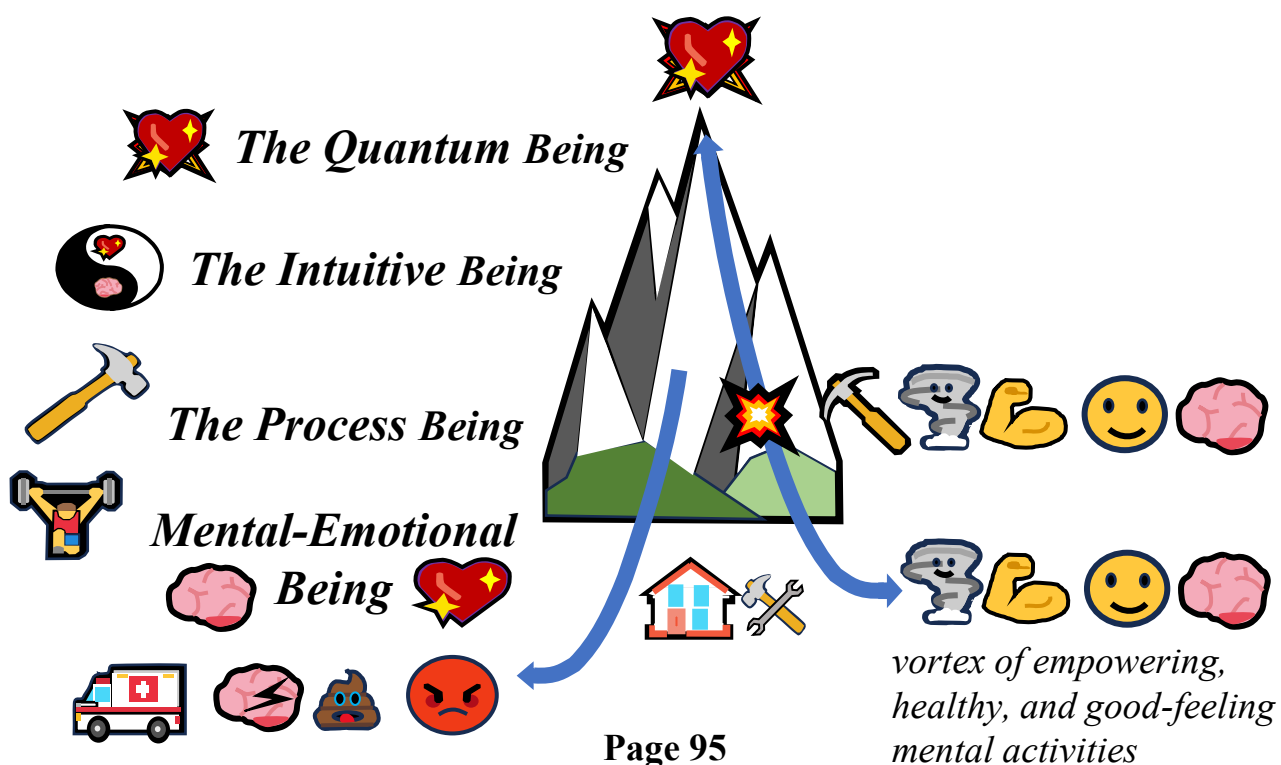 The Quantum Being
The Intuitive Being
The Process Being
Mental-Emotional
Being
vortex of empowering,
healthy, and good-feeling
mental activities
Page 95